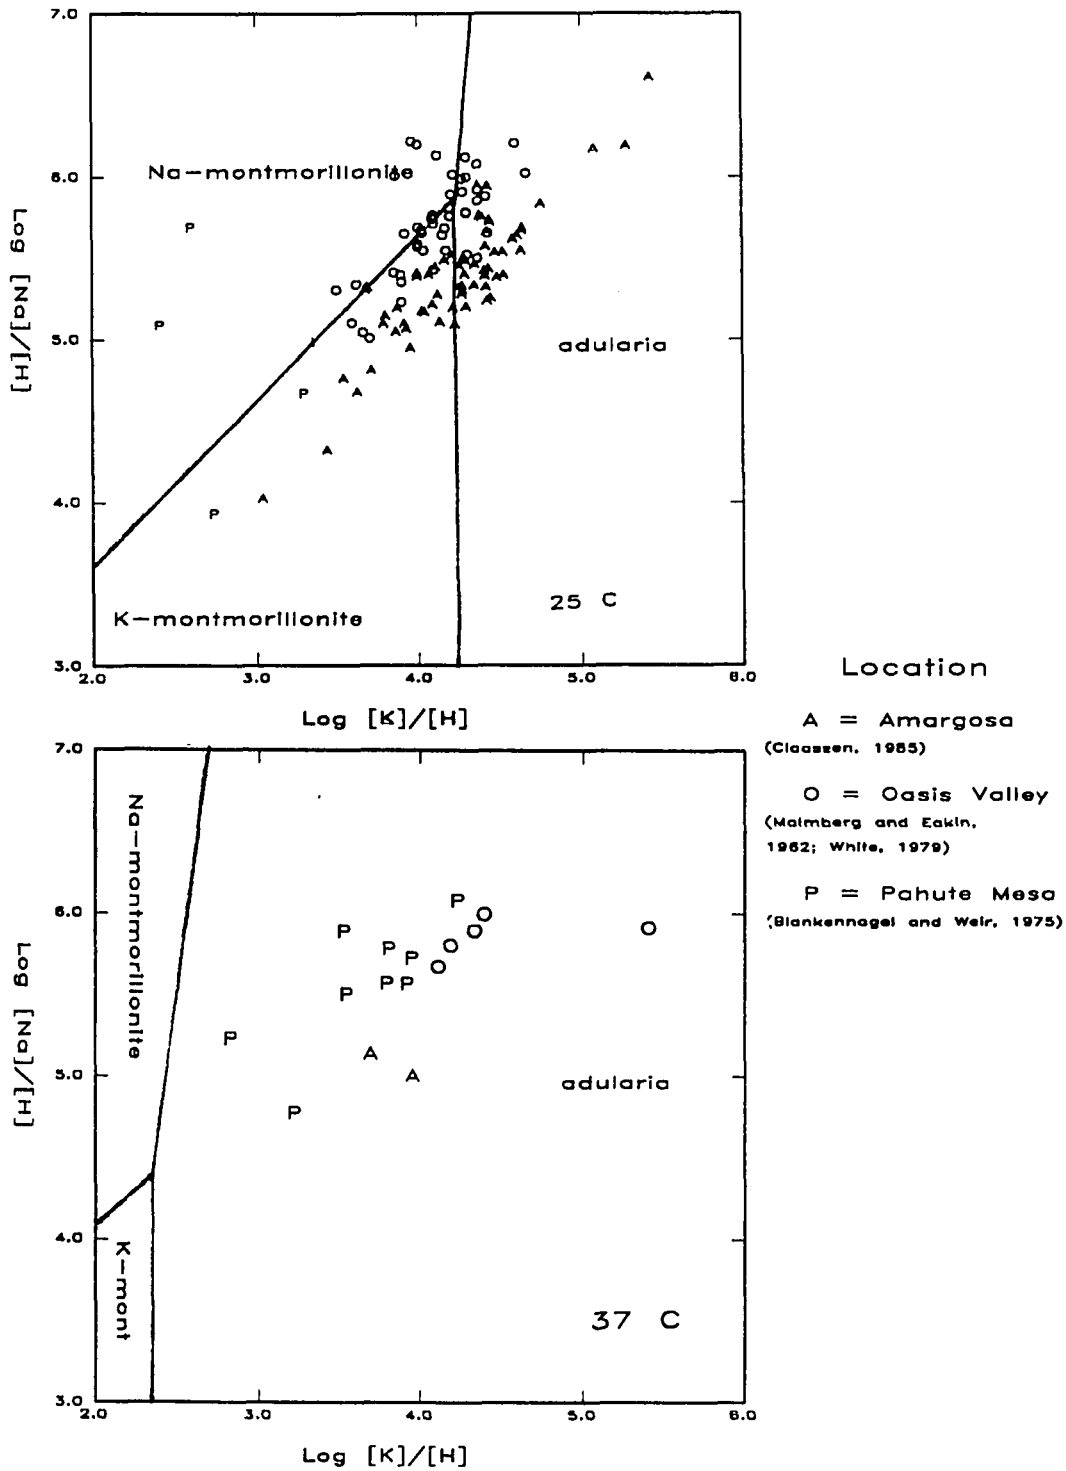 7.0
6.0
5.0
4.0
3.0
Log [Na]/[H]
Na-montmorillonite
adularia
25 C
K-montmorillonite
2.0 3.0 4.0 5.0 6.0
Log [K]/[H]
Location
A = Amargosa
(Claassen, 1985)
O = Oasis Valley
(Malmberg and Eakin,
1962; White, 1979)
P = Pahute Mesa
(Blankennagel and Weir, 1975)
7.0
6.0
5.0
4.0
3.0
Log [Na]/[H]
Na-montmorillonite
adularia
K-mont
37 C
2.0 3.0 4.0 5.0 6.0
Log [K]/[H]